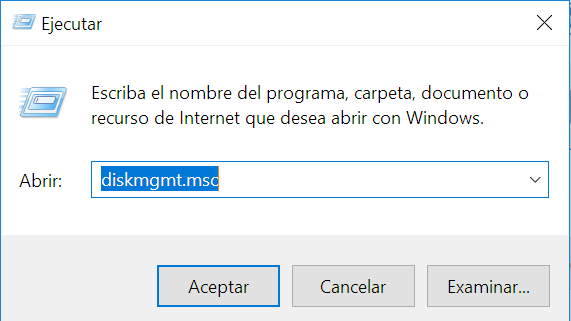 Ejecutar
Escriba el nombre del programa, carpeta, documento o
recurso de Internet que desea abrir con Windows.
Abrir:
diskmgmt.msc
Aceptar
Cancelar
Examinar...